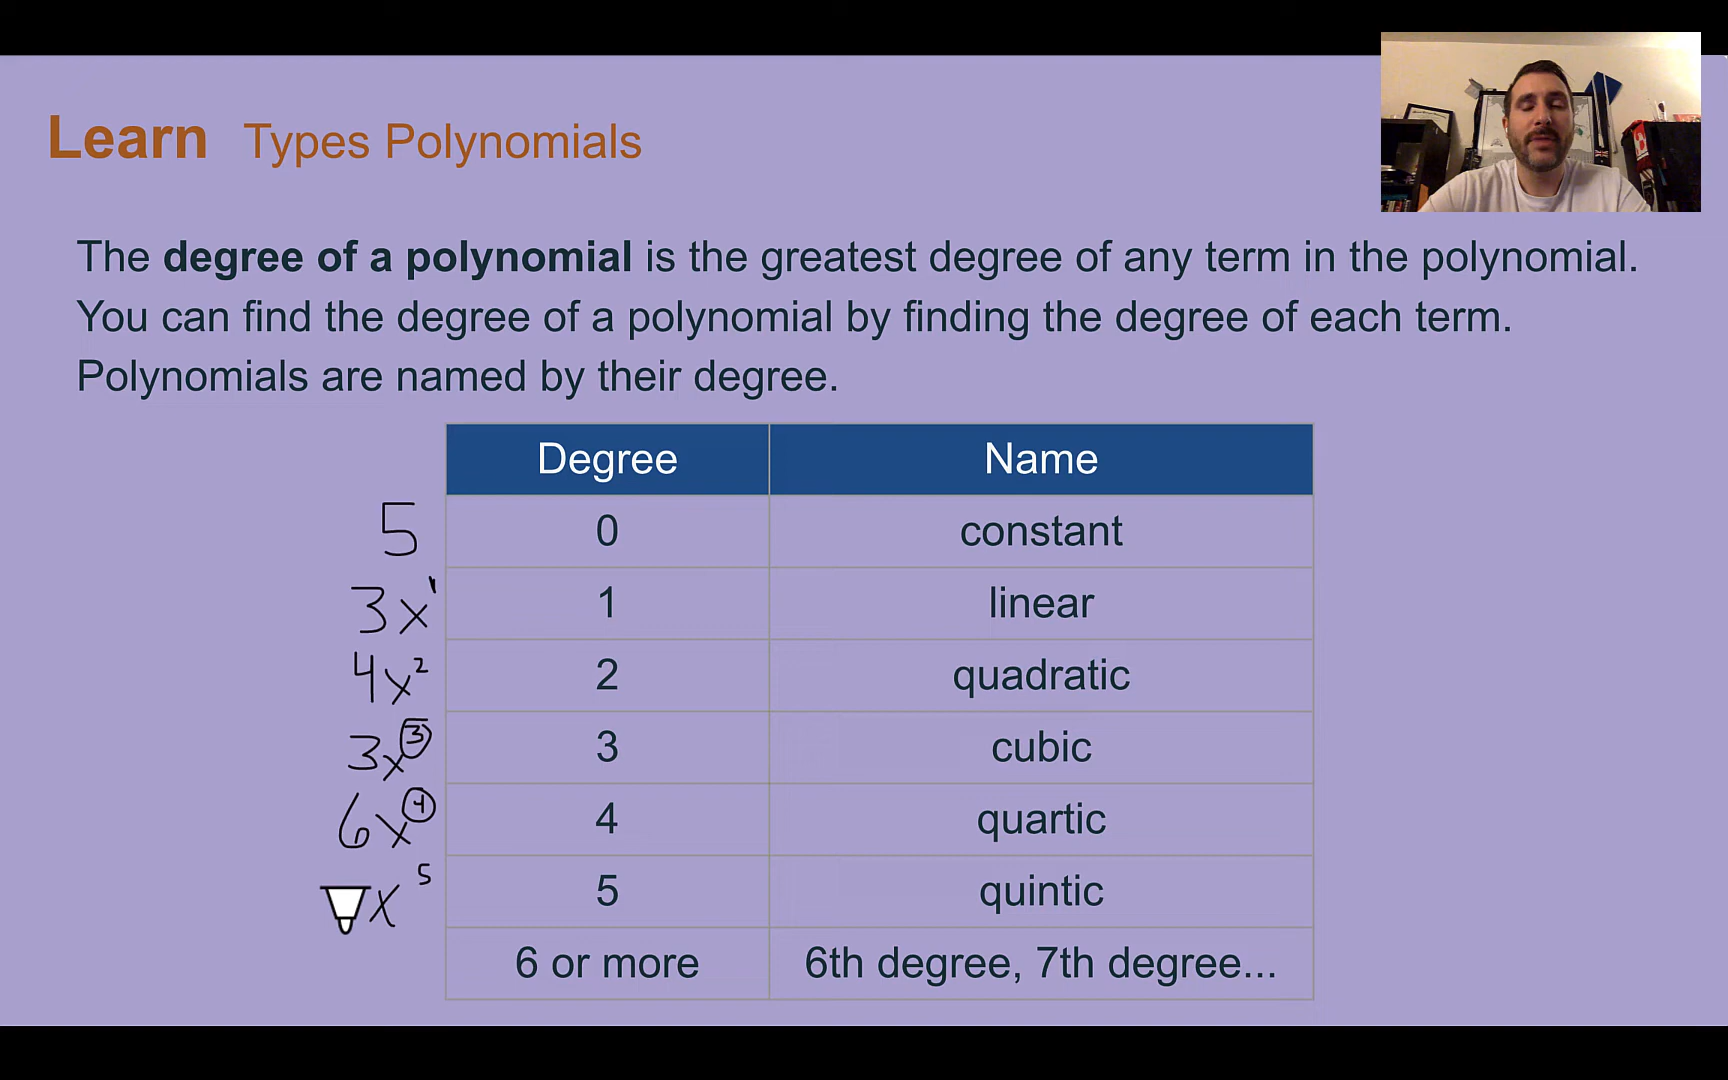 Learn Types Polynomials
The degree of a polynomial is the greatest degree of any term in the polynomial.
You can find the degree of a polynomial by finding the degree of each term.
Polynomials are named by their degree.
Degree Name
5 0 constant
3x¹ 1 linear
4x² 2 quadratic
3x³ 3 cubic
6x⁴ 4 quartic
x⁵ 5 quintic
6 or more 6th degree, 7th degree...